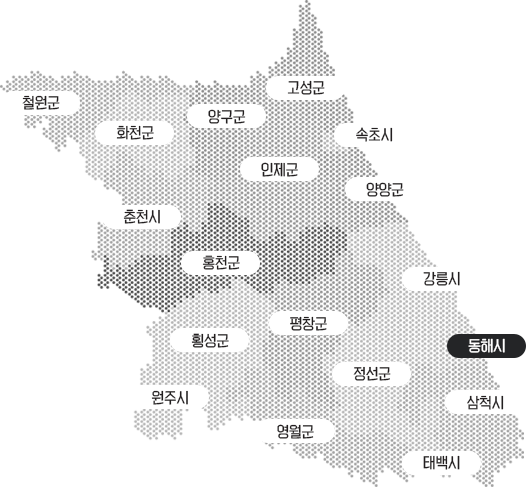 고성군
철원군
양구군
화천군
속초시
인제군
양양군
춘천시
홍천군
강릉시
평창군
횡성군
동해시
정선군
원주시
삼척시
영월군
태백시